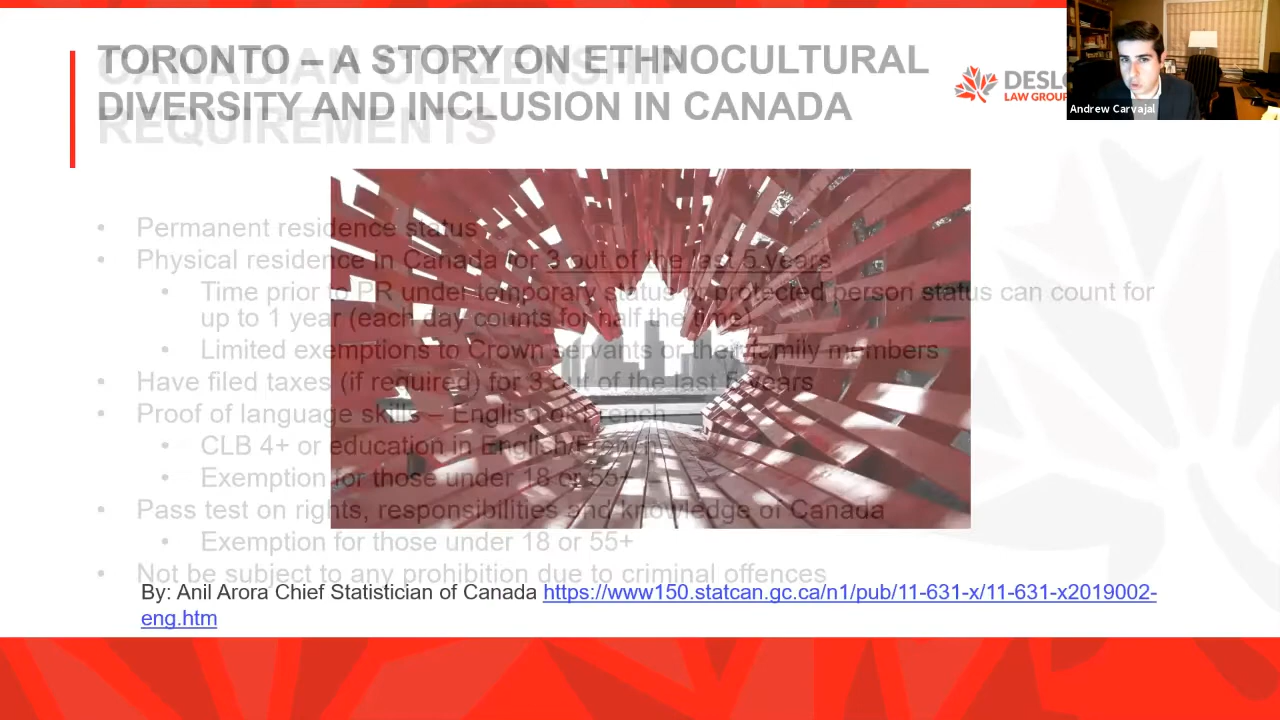 TORONTO – A STORY ON ETHNOCULTURAL
DIVERSITY AND INCLUSION IN CANADA
CANADIAN CITIZENSHIP
REQUIREMENTS
LAW GROUP
Andrew Carvajal
• Permanent residence status
• Physical residence in Canada for 3 out of the last 5 years
• Time prior to PR under temporary status or protected person status can count for
up to 1 year (each day counts for half the time)
• Limited exemptions to Crown servants or their family members
• Have filed taxes (if required) for 3 out of the last 5 years
• Proof of language skills – English or French
• CLB 4+ or education in English/French
• Exemption for those under 18 or 55+
• Pass test on rights, responsibilities and knowledge of Canada
• Exemption for those under 18 or 55+
• Not be subject to any prohibition due to criminal offences
By: Anil Arora Chief Statistician of Canada https://www150.statcan.gc.ca/n1/pub/11-631-x/11-631-x2019002-
eng.htm